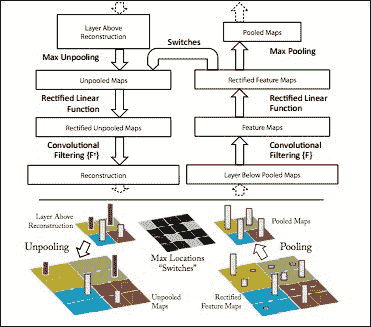 Layer Above
Reconstruction
Switches
Pooled Maps
Max Unpooling
Max Pooling
Unpooled Maps
Rectified Feature Maps
Rectified Linear
Function
Rectified Linear
Function
Rectified Unpooled Maps
Feature Maps
Convolutional
Filtering {Fᵀ}
Convolutional
Filtering {F}
Reconstruction
Layer Below Pooled Maps
Layer Above
Reconstruction
Pooled Maps
Unpooling
Max Locations
"Switches"
Pooling
Unpooled
Maps
Rectified
Feature Maps